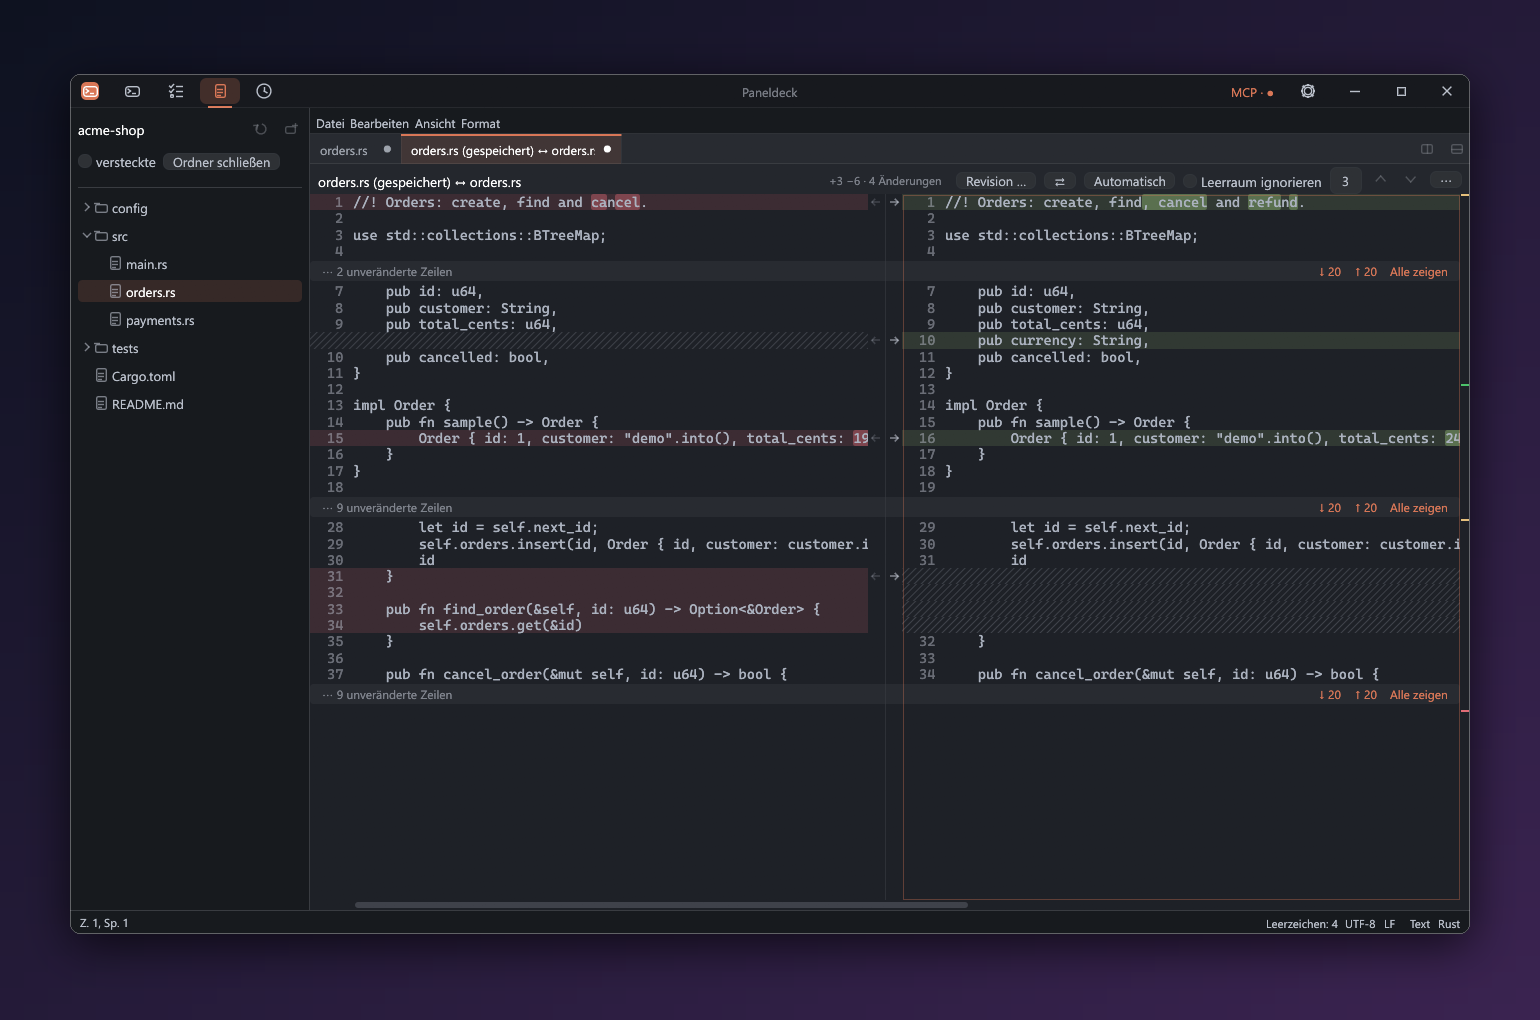 Paneldeck
MCP
acme-shop
versteckte
Ordner schließen
config
src
main.rs
orders.rs
payments.rs
tests
Cargo.toml
README.md
Datei Bearbeiten Ansicht Format
orders.rs ●
orders.rs (gespeichert) ↔ orders.r ●
orders.rs (gespeichert) ↔ orders.rs
+3 −6 · 4 Änderungen
Revision ...
⇄
Automatisch
Leerraum ignorieren
3
...
1 //! Orders: create, find and cancel.
2
3 use std::collections::BTreeMap;
4
··· 2 unveränderte Zeilen
7 pub id: u64,
8 pub customer: String,
9 pub total_cents: u64,
10 pub cancelled: bool,
11 }
12
13 impl Order {
14 pub fn sample() -> Order {
15 Order { id: 1, customer: "demo".into(), total_cents: 19
16 }
17 }
18
··· 9 unveränderte Zeilen
28 let id = self.next_id;
29 self.orders.insert(id, Order { id, customer: customer.i
30 id
31 }
32
33 pub fn find_order(&self, id: u64) -> Option<&Order> {
34 self.orders.get(&id)
35 }
36
37 pub fn cancel_order(&mut self, id: u64) -> bool {
··· 9 unveränderte Zeilen
1 //! Orders: create, find, cancel and refund.
2
3 use std::collections::BTreeMap;
4
↓20 ↑20 Alle zeigen
7 pub id: u64,
8 pub customer: String,
9 pub total_cents: u64,
10 pub currency: String,
11 pub cancelled: bool,
12 }
13
14 impl Order {
15 pub fn sample() -> Order {
16 Order { id: 1, customer: "demo".into(), total_cents: 24
17 }
18 }
19
↓20 ↑20 Alle zeigen
29 let id = self.next_id;
30 self.orders.insert(id, Order { id, customer: customer.i
31 id
32 }
33
34 pub fn cancel_order(&mut self, id: u64) -> bool {
↓20 ↑20 Alle zeigen
Z. 1, Sp. 1
Leerzeichen: 4 UTF-8 LF Text Rust